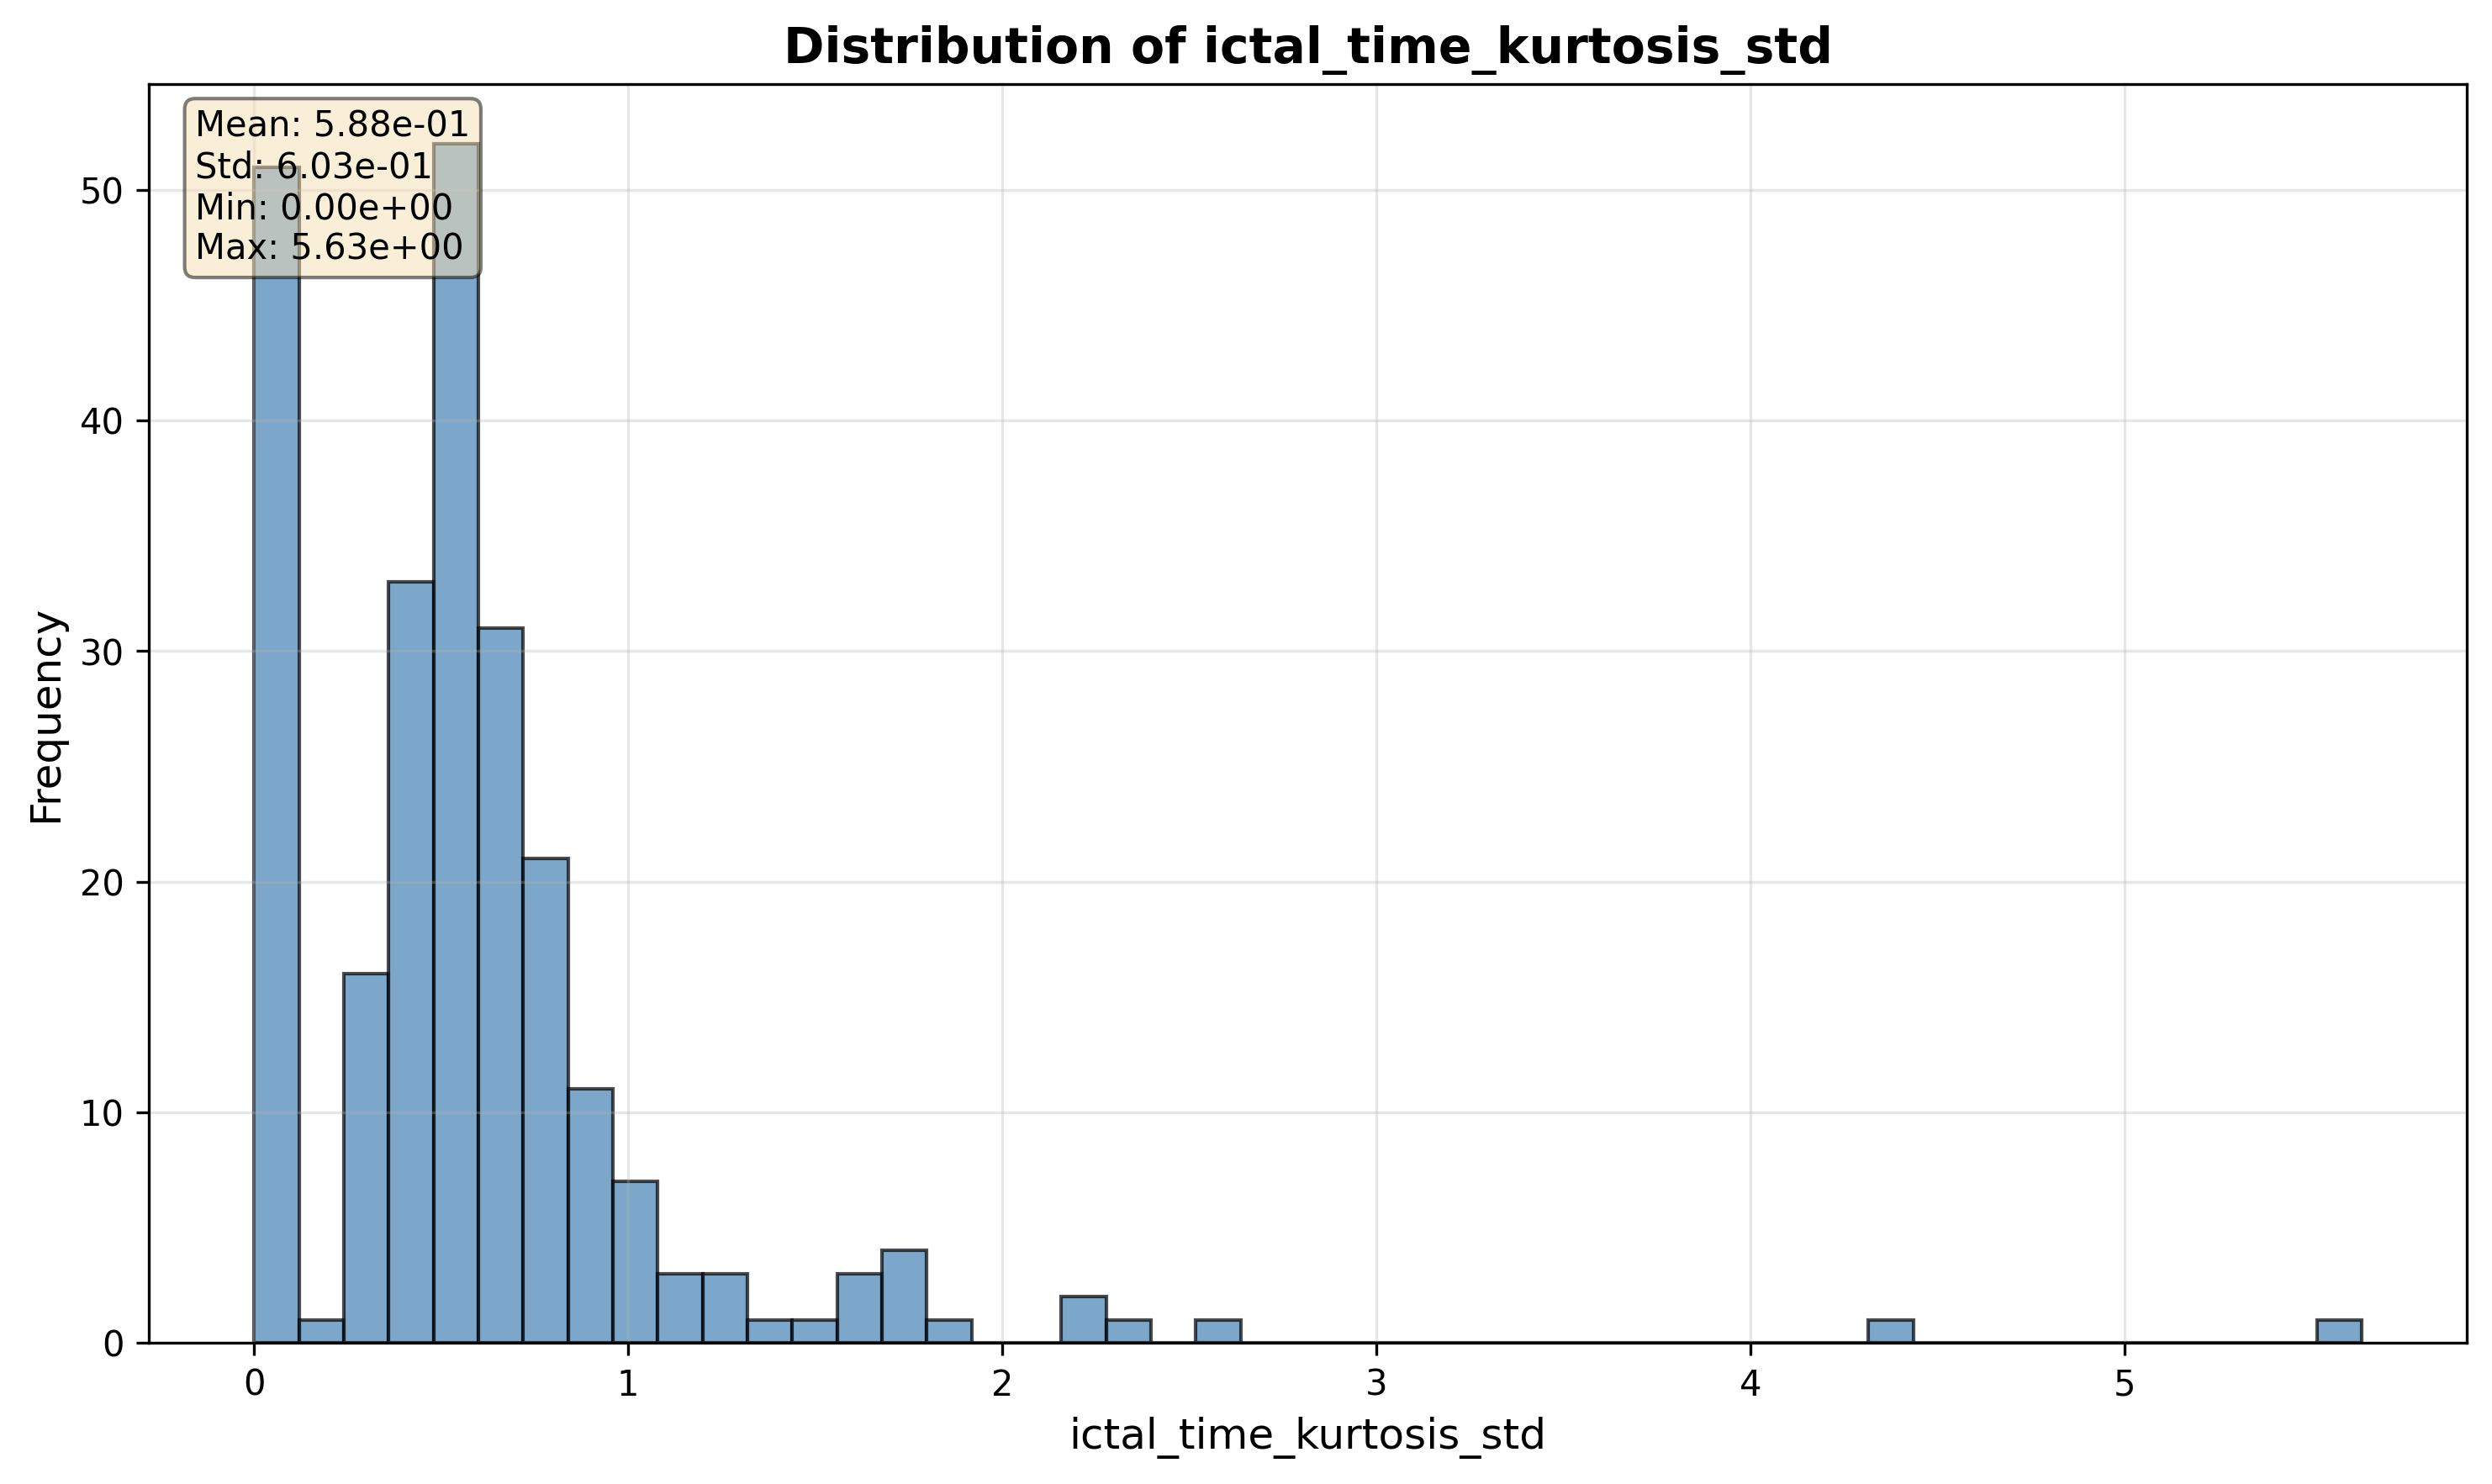 Distribution of ictal_time_kurtosis_std
Mean: 5.88e-01
Std: 6.03e-01
Min: 0.00e+00
Max: 5.63e+00
50
40
30
20
10
0
Frequency
0 1 2 3 4 5
ictal_time_kurtosis_std